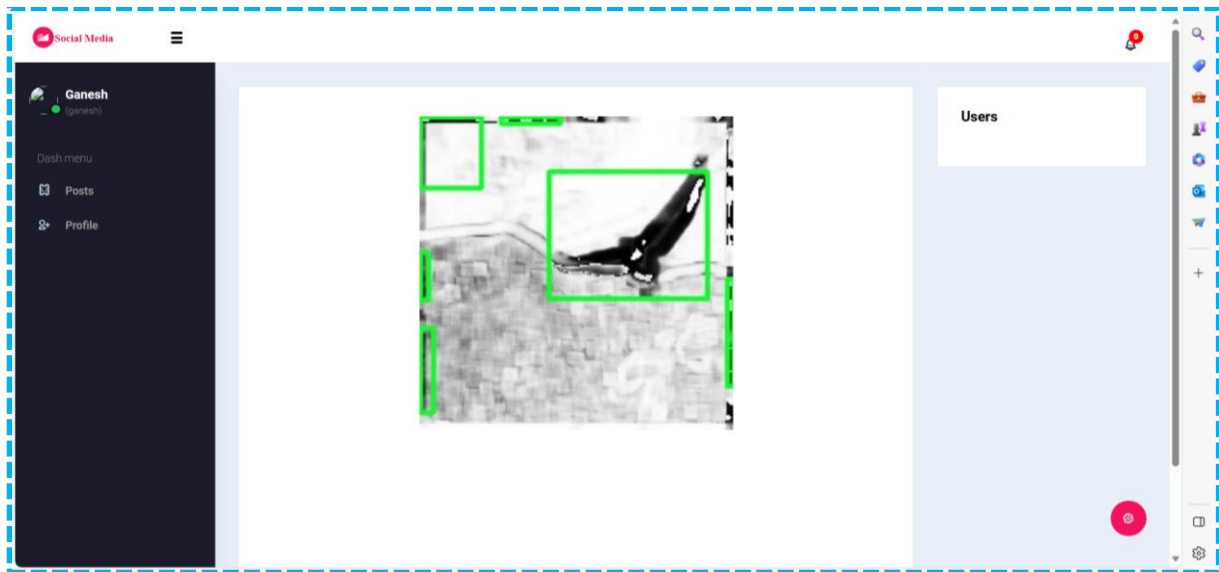 Social Media
0
Ganesh
(ganesh)
Dash menu
Posts
Profile
Users